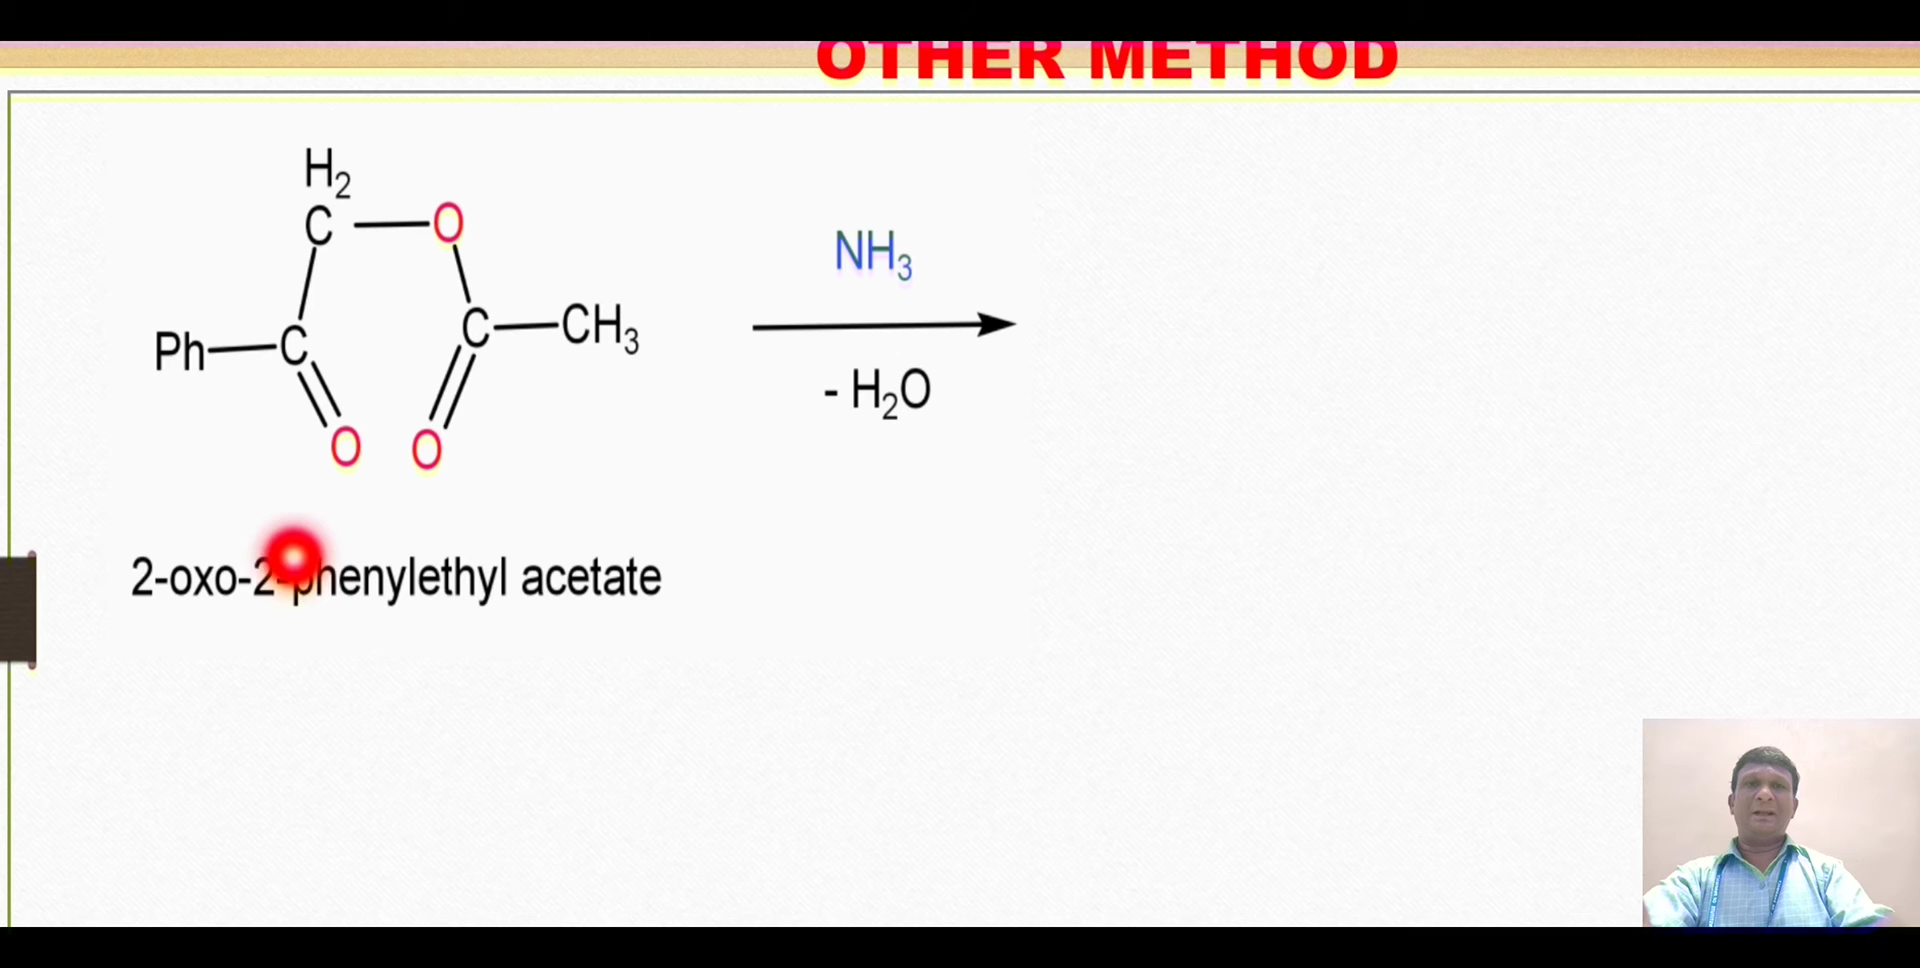 OTHER METHOD
H₂
C O
NH₃
Ph C C CH₃
- H₂O
O O
2-oxo-2-phenylethyl acetate